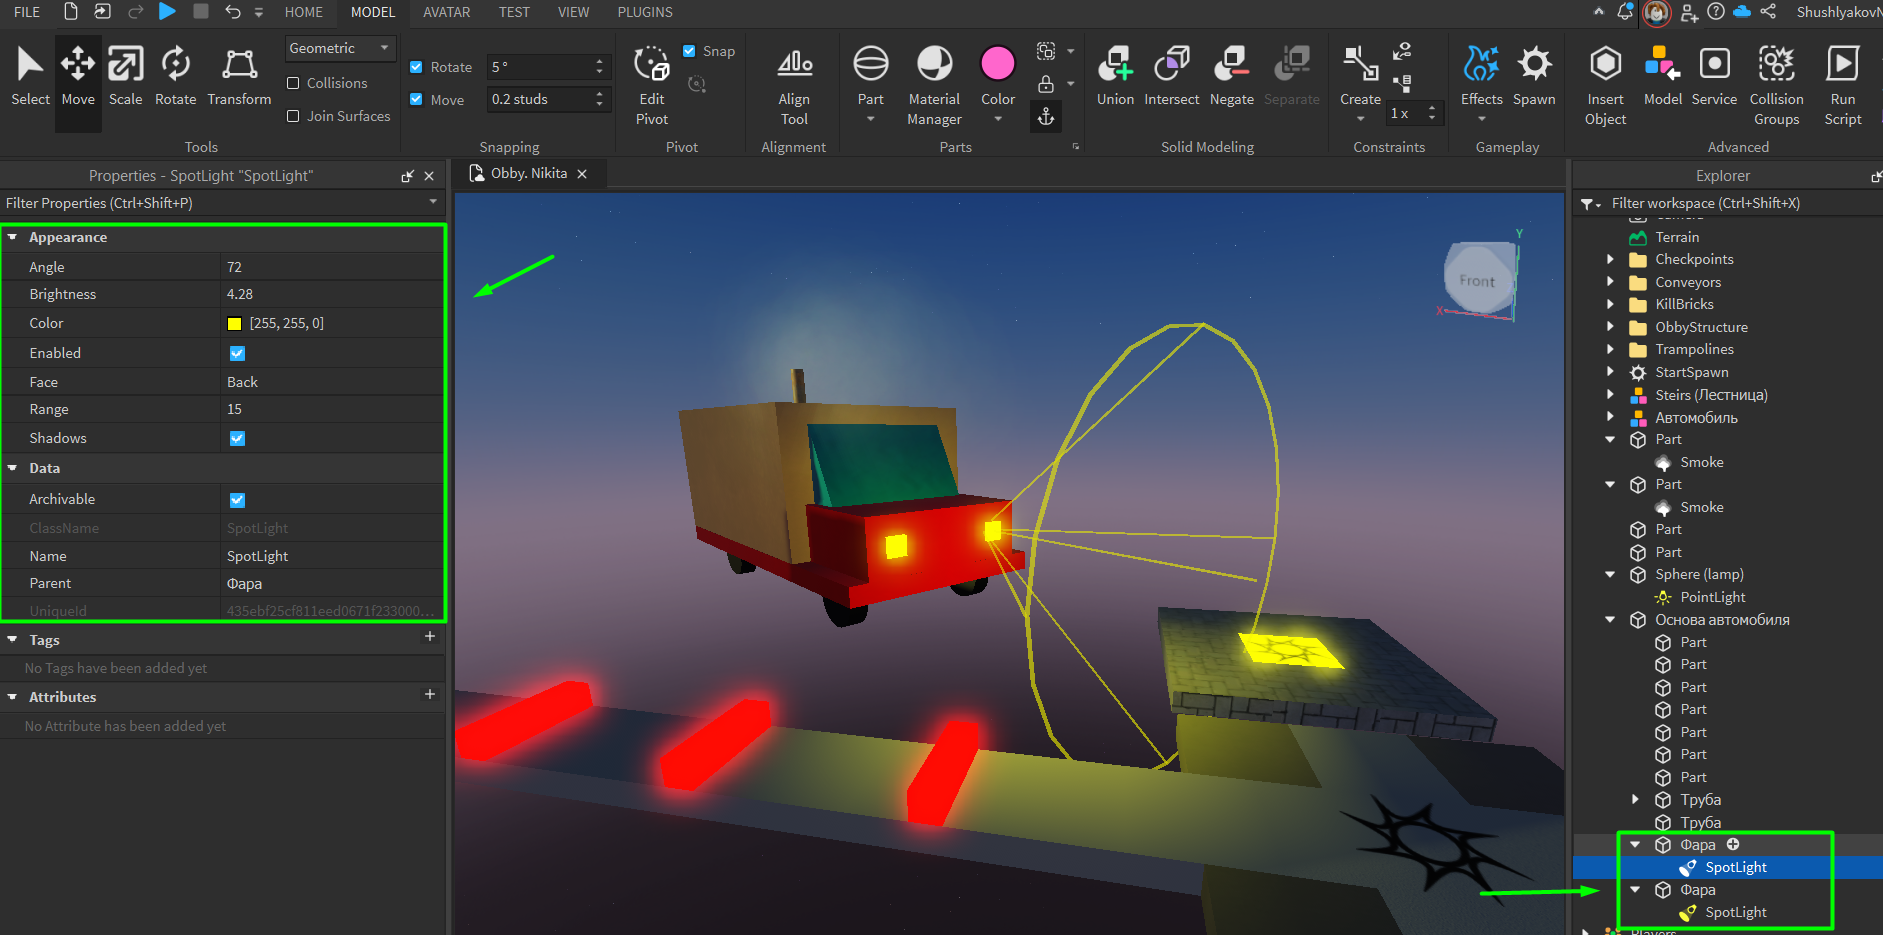 FILE HOME MODEL AVATAR TEST VIEW PLUGINS
Geometric
Collisions
Join Surfaces
Select Move Scale Rotate Transform
Tools
Rotate 5 °
Move 0.2 studs
Snapping
Snap
Edit Pivot
Pivot
Align Tool
Alignment
Part Material Manager Color
Parts
Union Intersect Negate Separate
Solid Modeling
Create 1 x
Constraints
Effects Spawn
Gameplay
Insert Object Model Service Collision Groups Run Script
Advanced
Properties - SpotLight "SpotLight"
Filter Properties (Ctrl+Shift+P)
Appearance
Angle 72
Brightness 4.28
Color [255, 255, 0]
Enabled
Face Back
Range 15
Shadows
Data
Archivable
ClassName SpotLight
Name SpotLight
Parent Фара
UniqueId 435ebf25cf811eed0671f233000...
Tags
No Tags have been added yet
Attributes
No Attribute has been added yet
Obby. Nikita
Y
Front
X
Explorer
Filter workspace (Ctrl+Shift+X)
Terrain
Checkpoints
Conveyors
KillBricks
ObbyStructure
Trampolines
StartSpawn
Steirs (Лестница)
Автомобиль
Part
Smoke
Part
Smoke
Part
Part
Sphere (lamp)
PointLight
Основа автомобиля
Part
Part
Part
Part
Part
Part
Part
Труба
Труба
Фара
SpotLight
Фара
SpotLight
Players